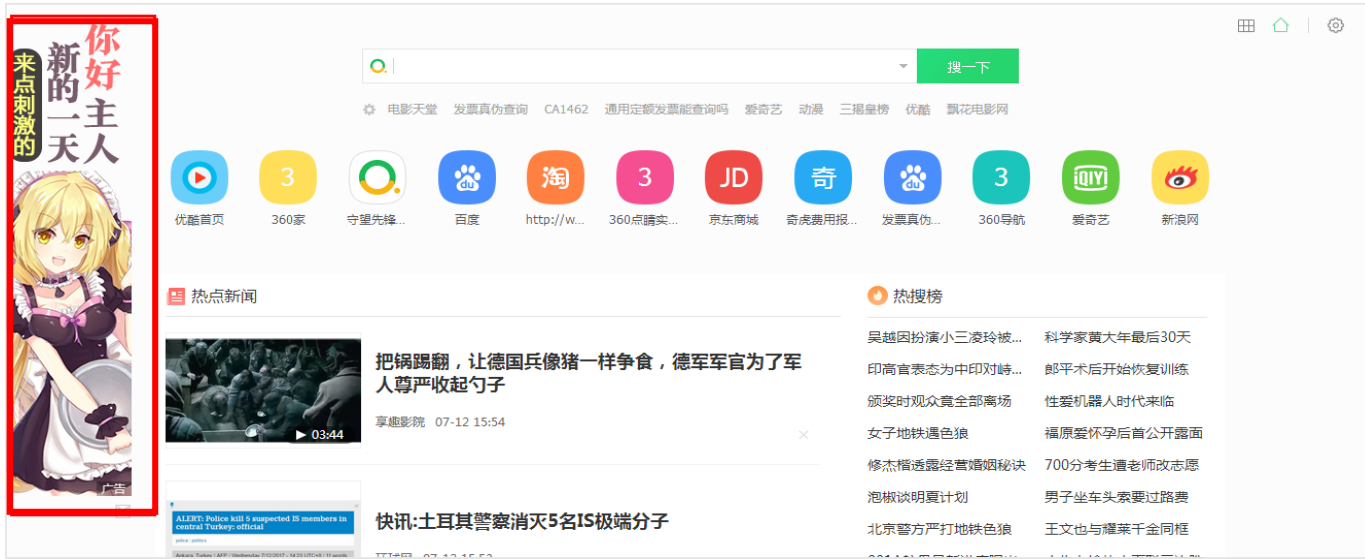 你好 主人
新的一天
来点刺激的
广告
搜一下
电影天堂 发票真伪查询 CA1462 通用定额发票能查询吗 爱奇艺 动漫 三揭皇榜 优酷 飘花电影网
3 du 淘 3 JD 奇 du 3 iQIYI
优酷首页 360家 守望先锋... 百度 http://w... 360点睛实... 京东商城 奇虎费用报... 发票真伪... 360导航 爱奇艺 新浪网
热点新闻
把锅踢翻，让德国兵像猪一样争食，德军军官为了军
人尊严收起勺子
享趣影院 07-12 15:54
03:44
ALERT: Police kill 5 suspected IS members in
central Turkey: official
快讯:土耳其警察消灭5名IS极端分子
环球网 07-12 15:52
热搜榜
吴越因扮演小三凌玲被... 科学家黄大年最后30天
印高官表态为中印对峙... 郎平术后开始恢复训练
颁奖时观众竟全部离场 性爱机器人时代来临
女子地铁遇色狼 福原爱怀孕后首公开露面
修杰楷透露经营婚姻秘诀 700分考生遭老师改志愿
泡椒谈明夏计划 男子坐车头索要过路费
北京警方严打地铁色狼 王文也与耀莱千金同框